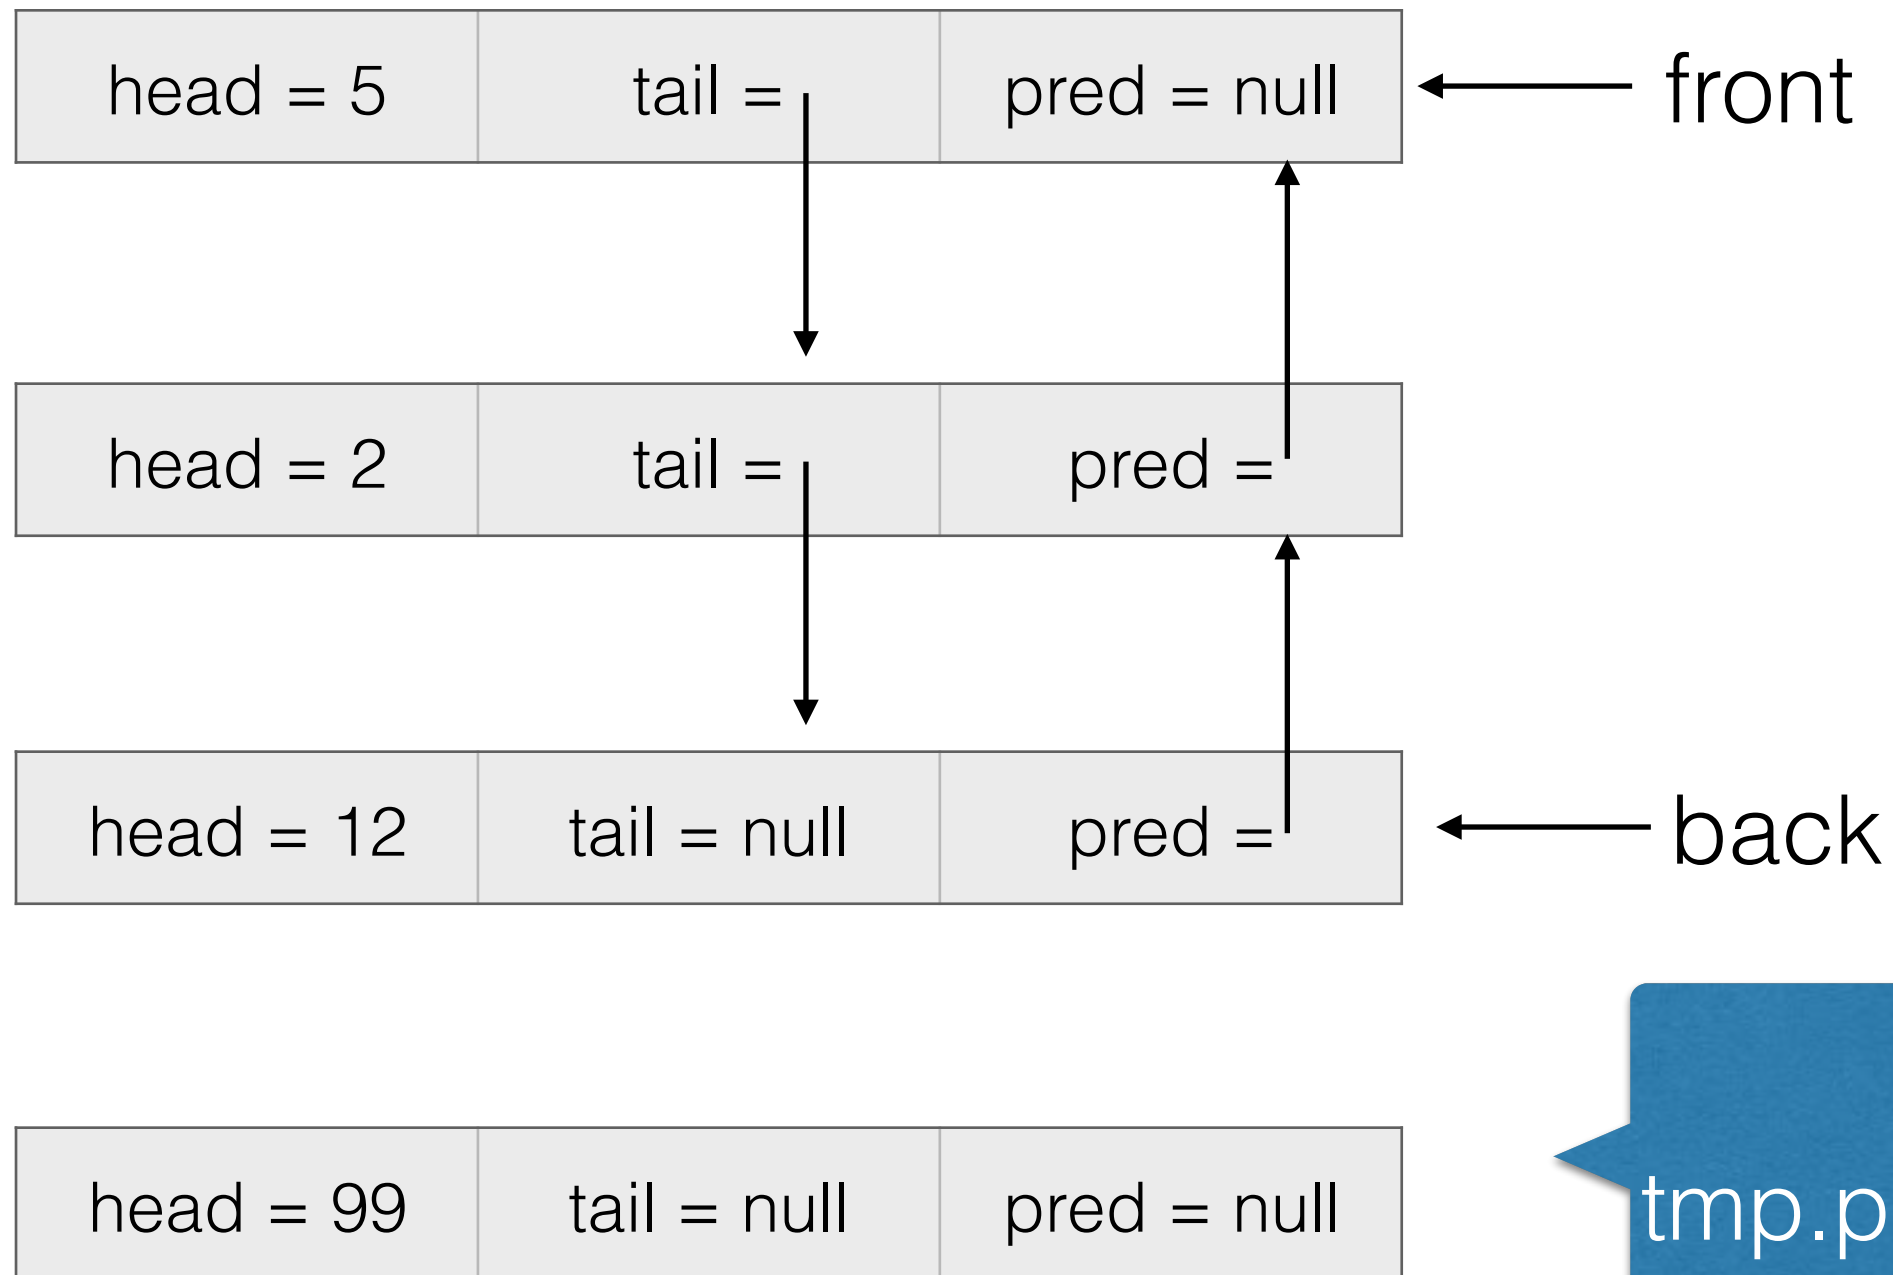 head = 5 tail = pred = null front
head = 2 tail = pred =
head = 12 tail = null pred = back
head = 99 tail = null pred = null
tmp.p